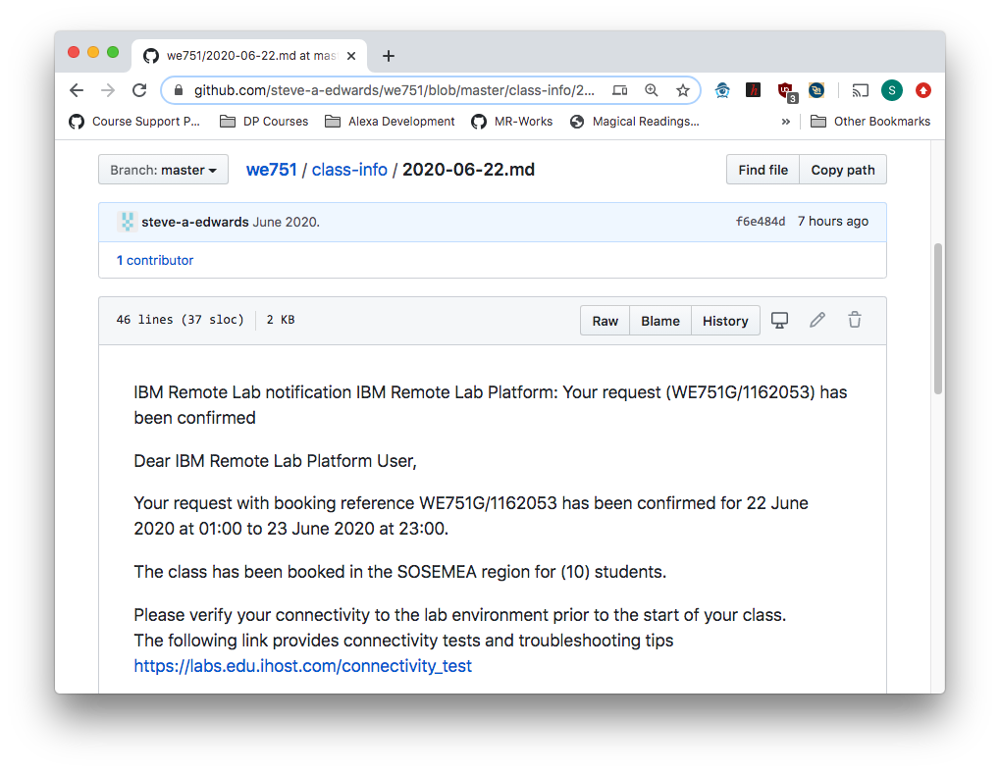 we751/2020-06-22.md at mas
github.com/steve-a-edwards/we751/blob/master/class-info/2...
3
S
Course Support P...
DP Courses
Alexa Development
MR-Works
Magical Readings...
»
Other Bookmarks
Branch: master
we751 / class-info / 2020-06-22.md
Find file
Copy path
steve-a-edwards June 2020.
f6e484d 7 hours ago
1 contributor
46 lines (37 sloc) 2 KB
Raw
Blame
History
IBM Remote Lab notification IBM Remote Lab Platform: Your request (WE751G/1162053) has
been confirmed
Dear IBM Remote Lab Platform User,
Your request with booking reference WE751G/1162053 has been confirmed for 22 June
2020 at 01:00 to 23 June 2020 at 23:00.
The class has been booked in the SOSEMEA region for (10) students.
Please verify your connectivity to the lab environment prior to the start of your class.
The following link provides connectivity tests and troubleshooting tips
https://labs.edu.ihost.com/connectivity_test